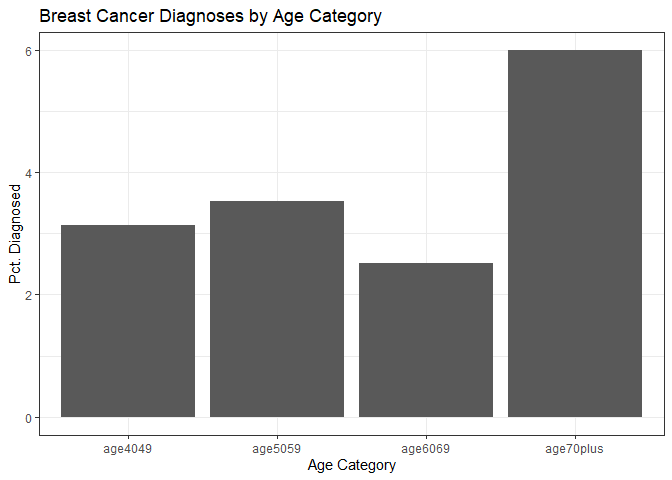 Breast Cancer Diagnoses by Age Category
Pct. Diagnosed
6
4
2
0
age4049 age5059 age6069 age70plus
Age Category